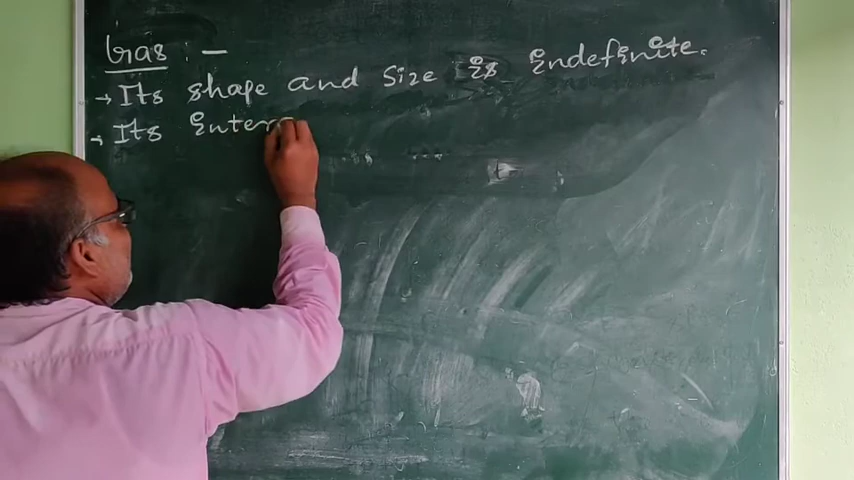 Gas : —
→ Its shape and size is indefinite.
→ Its inter